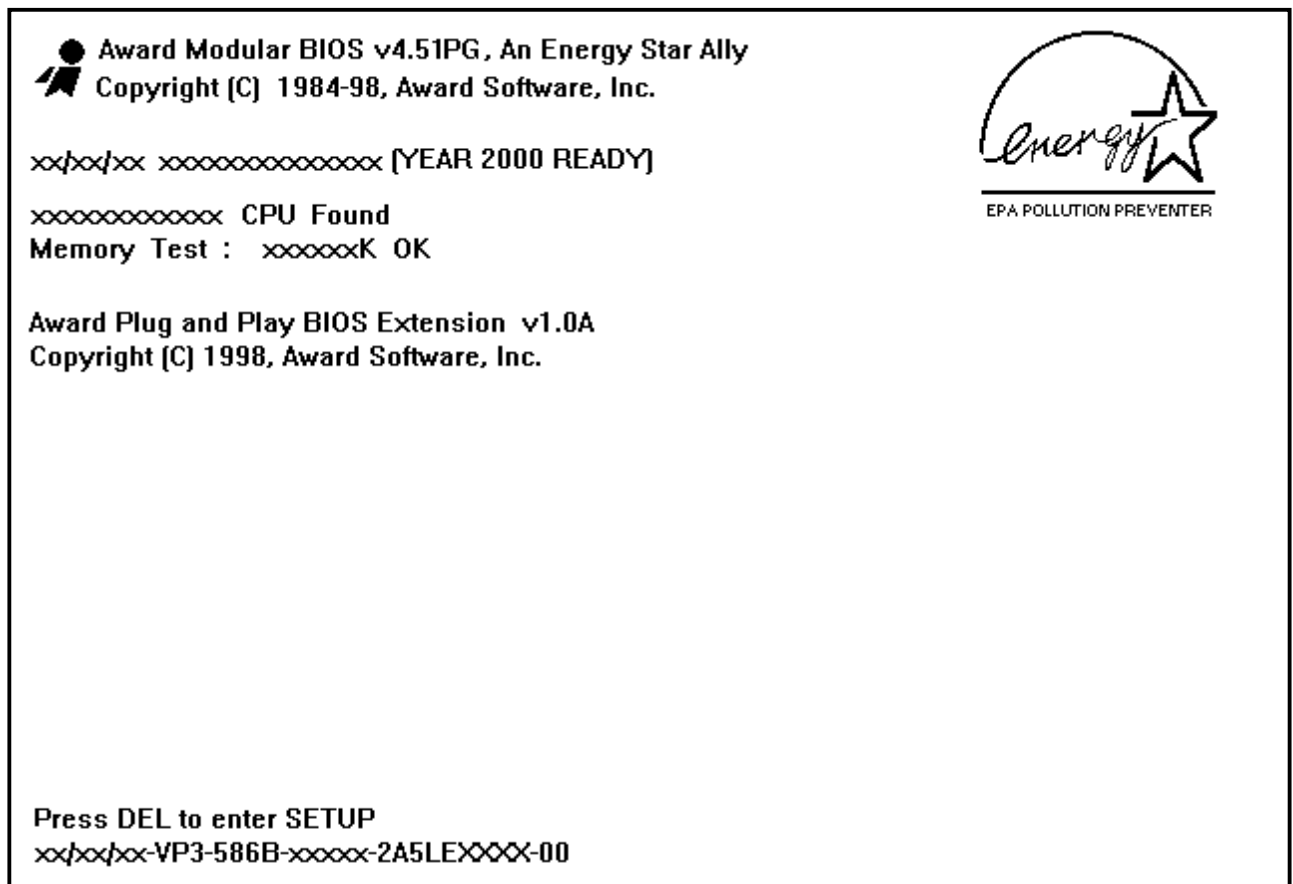 Award Modular BIOS v4.51PG, An Energy Star Ally
Copyright (C) 1984-98, Award Software, Inc.
energy
EPA POLLUTION PREVENTER
xx/xx/xx xxxxxxxxxxxxxx (YEAR 2000 READY)
xxxxxxxxxxxx CPU Found
Memory Test : xxxxxxK OK
Award Plug and Play BIOS Extension v1.0A
Copyright (C) 1998, Award Software, Inc.
Press DEL to enter SETUP
xx/xx/xx-VP3-586B-xxxxx-2A5LEXXXX-00